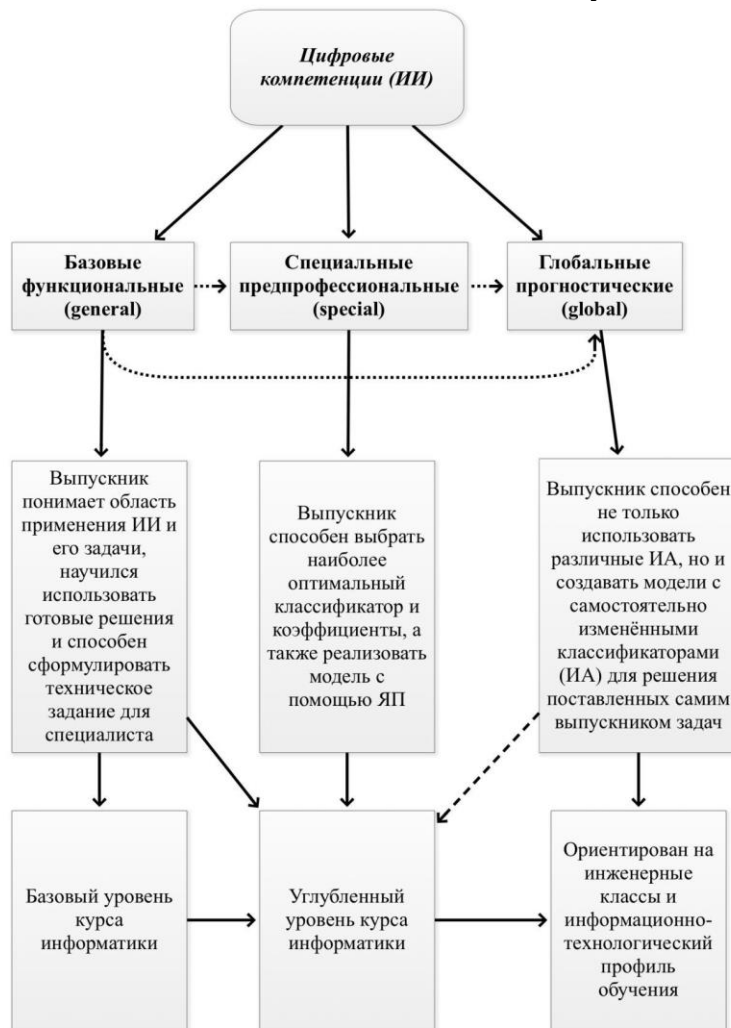 Цифровые
компетенции (ИИ)
Базовые
функциональные
(general)
Специальные
предпрофессиональные
(special)
Глобальные
прогностические
(global)
Выпускник
понимает область
применения ИИ и
его задачи,
научился
использовать
готовые решения
и способен
сформулировать
техническое
задание для
специалиста
Выпускник
способен выбрать
наиболее
оптимальный
классификатор и
коэффициенты, а
также реализовать
модель с
помощью ЯП
Выпускник способен
не только
использовать
различные ИА, но и
создавать модели с
самостоятельно
изменёнными
классификаторами
(ИА) для решения
поставленных самим
выпускником задач
Базовый уровень
курса
информатики
Углубленный
уровень курса
информатики
Ориентирован на
инженерные
классы и
информационно-
технологический
профиль
обучения